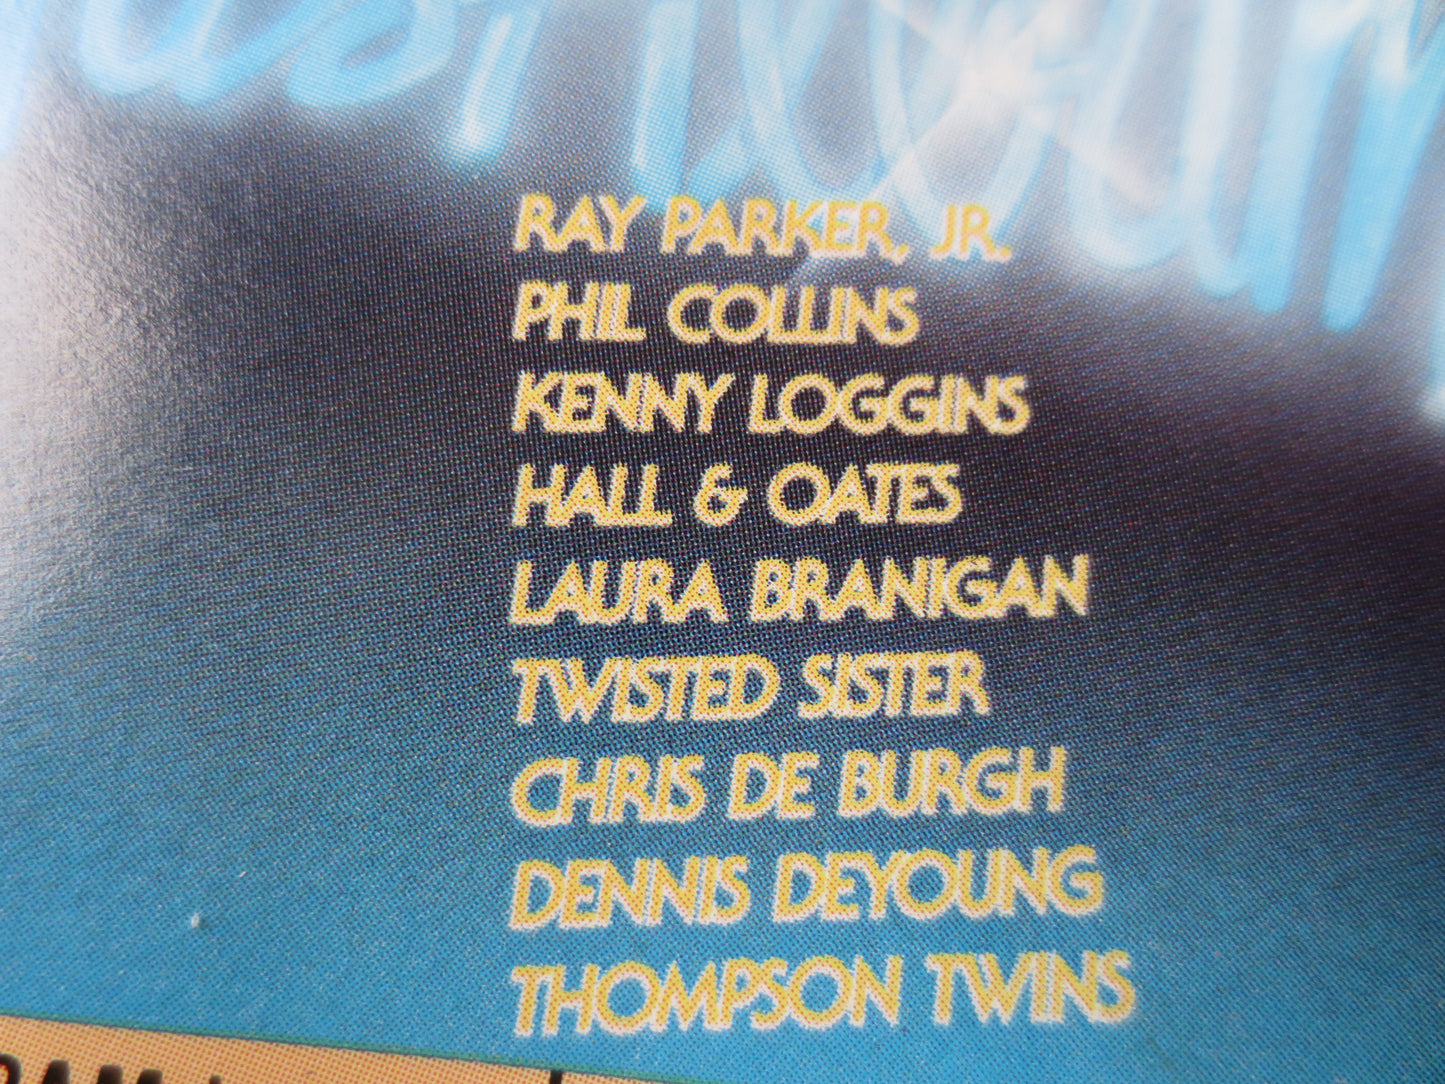 RAY PARKER, JR.
PHIL COLLINS
KENNY LOGGINS
HALL & OATES
LAURA BRANIGAN
TWISTED SISTER
CHRIS DE BURGH
DENNIS DEYOUNG
THOMPSON TWINS